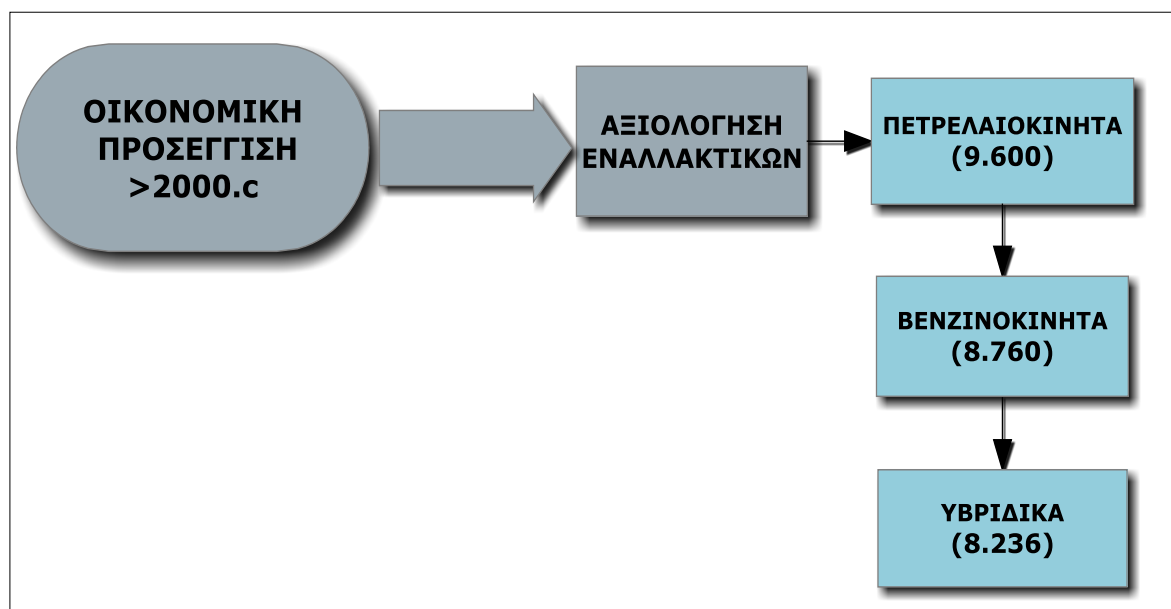 ΟΙΚΟΝΟΜΙΚΗ
ΠΡΟΣΕΓΓΙΣΗ
>2000.c
ΑΞΙΟΛΟΓΗΣΗ
ΕΝΑΛΛΑΚΤΙΚΩΝ
ΠΕΤΡΕΛΑΙΟΚΙΝΗΤΑ
(9.600)
ΒΕΝΖΙΝΟΚΙΝΗΤΑ
(8.760)
ΥΒΡΙΔΙΚΑ
(8.236)